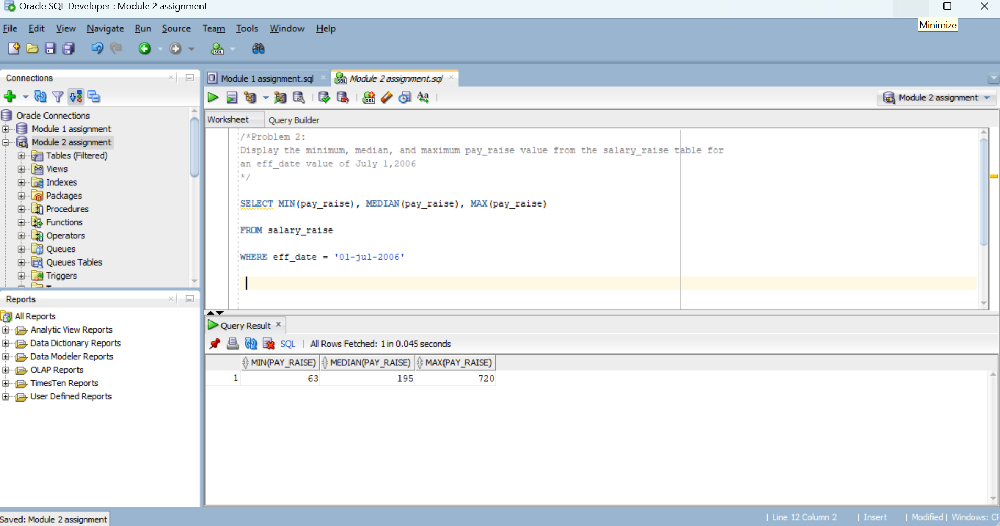 Oracle SQL Developer : Module 2 assignment
Minimize
File Edit View Navigate Run Source Team Tools Window Help
Connections
Oracle Connections
Module 1 assignment
Module 2 assignment
Tables (Filtered)
Views
Indexes
Packages
Procedures
Functions
Operators
Queues
Queues Tables
Triggers
Reports
All Reports
Analytic View Reports
Data Dictionary Reports
Data Modeler Reports
OLAP Reports
TimesTen Reports
User Defined Reports
Module 1 assignment.sql
Module 2 assignment.sql
Module 2 assignment
Worksheet Query Builder
/*Problem 2:
Display the minimum, median, and maximum pay_raise value from the salary_raise table for
an eff_date value of July 1,2006
*/
SELECT MIN(pay_raise), MEDIAN(pay_raise), MAX(pay_raise)
FROM salary_raise
WHERE eff_date = '01-jul-2006'
Query Result
SQL | All Rows Fetched: 1 in 0.045 seconds
MIN(PAY_RAISE) MEDIAN(PAY_RAISE) MAX(PAY_RAISE)
1 63 195 720
Saved: Module 2 assignment
| Line 12 Column 2 | Insert | Modified | Windows: